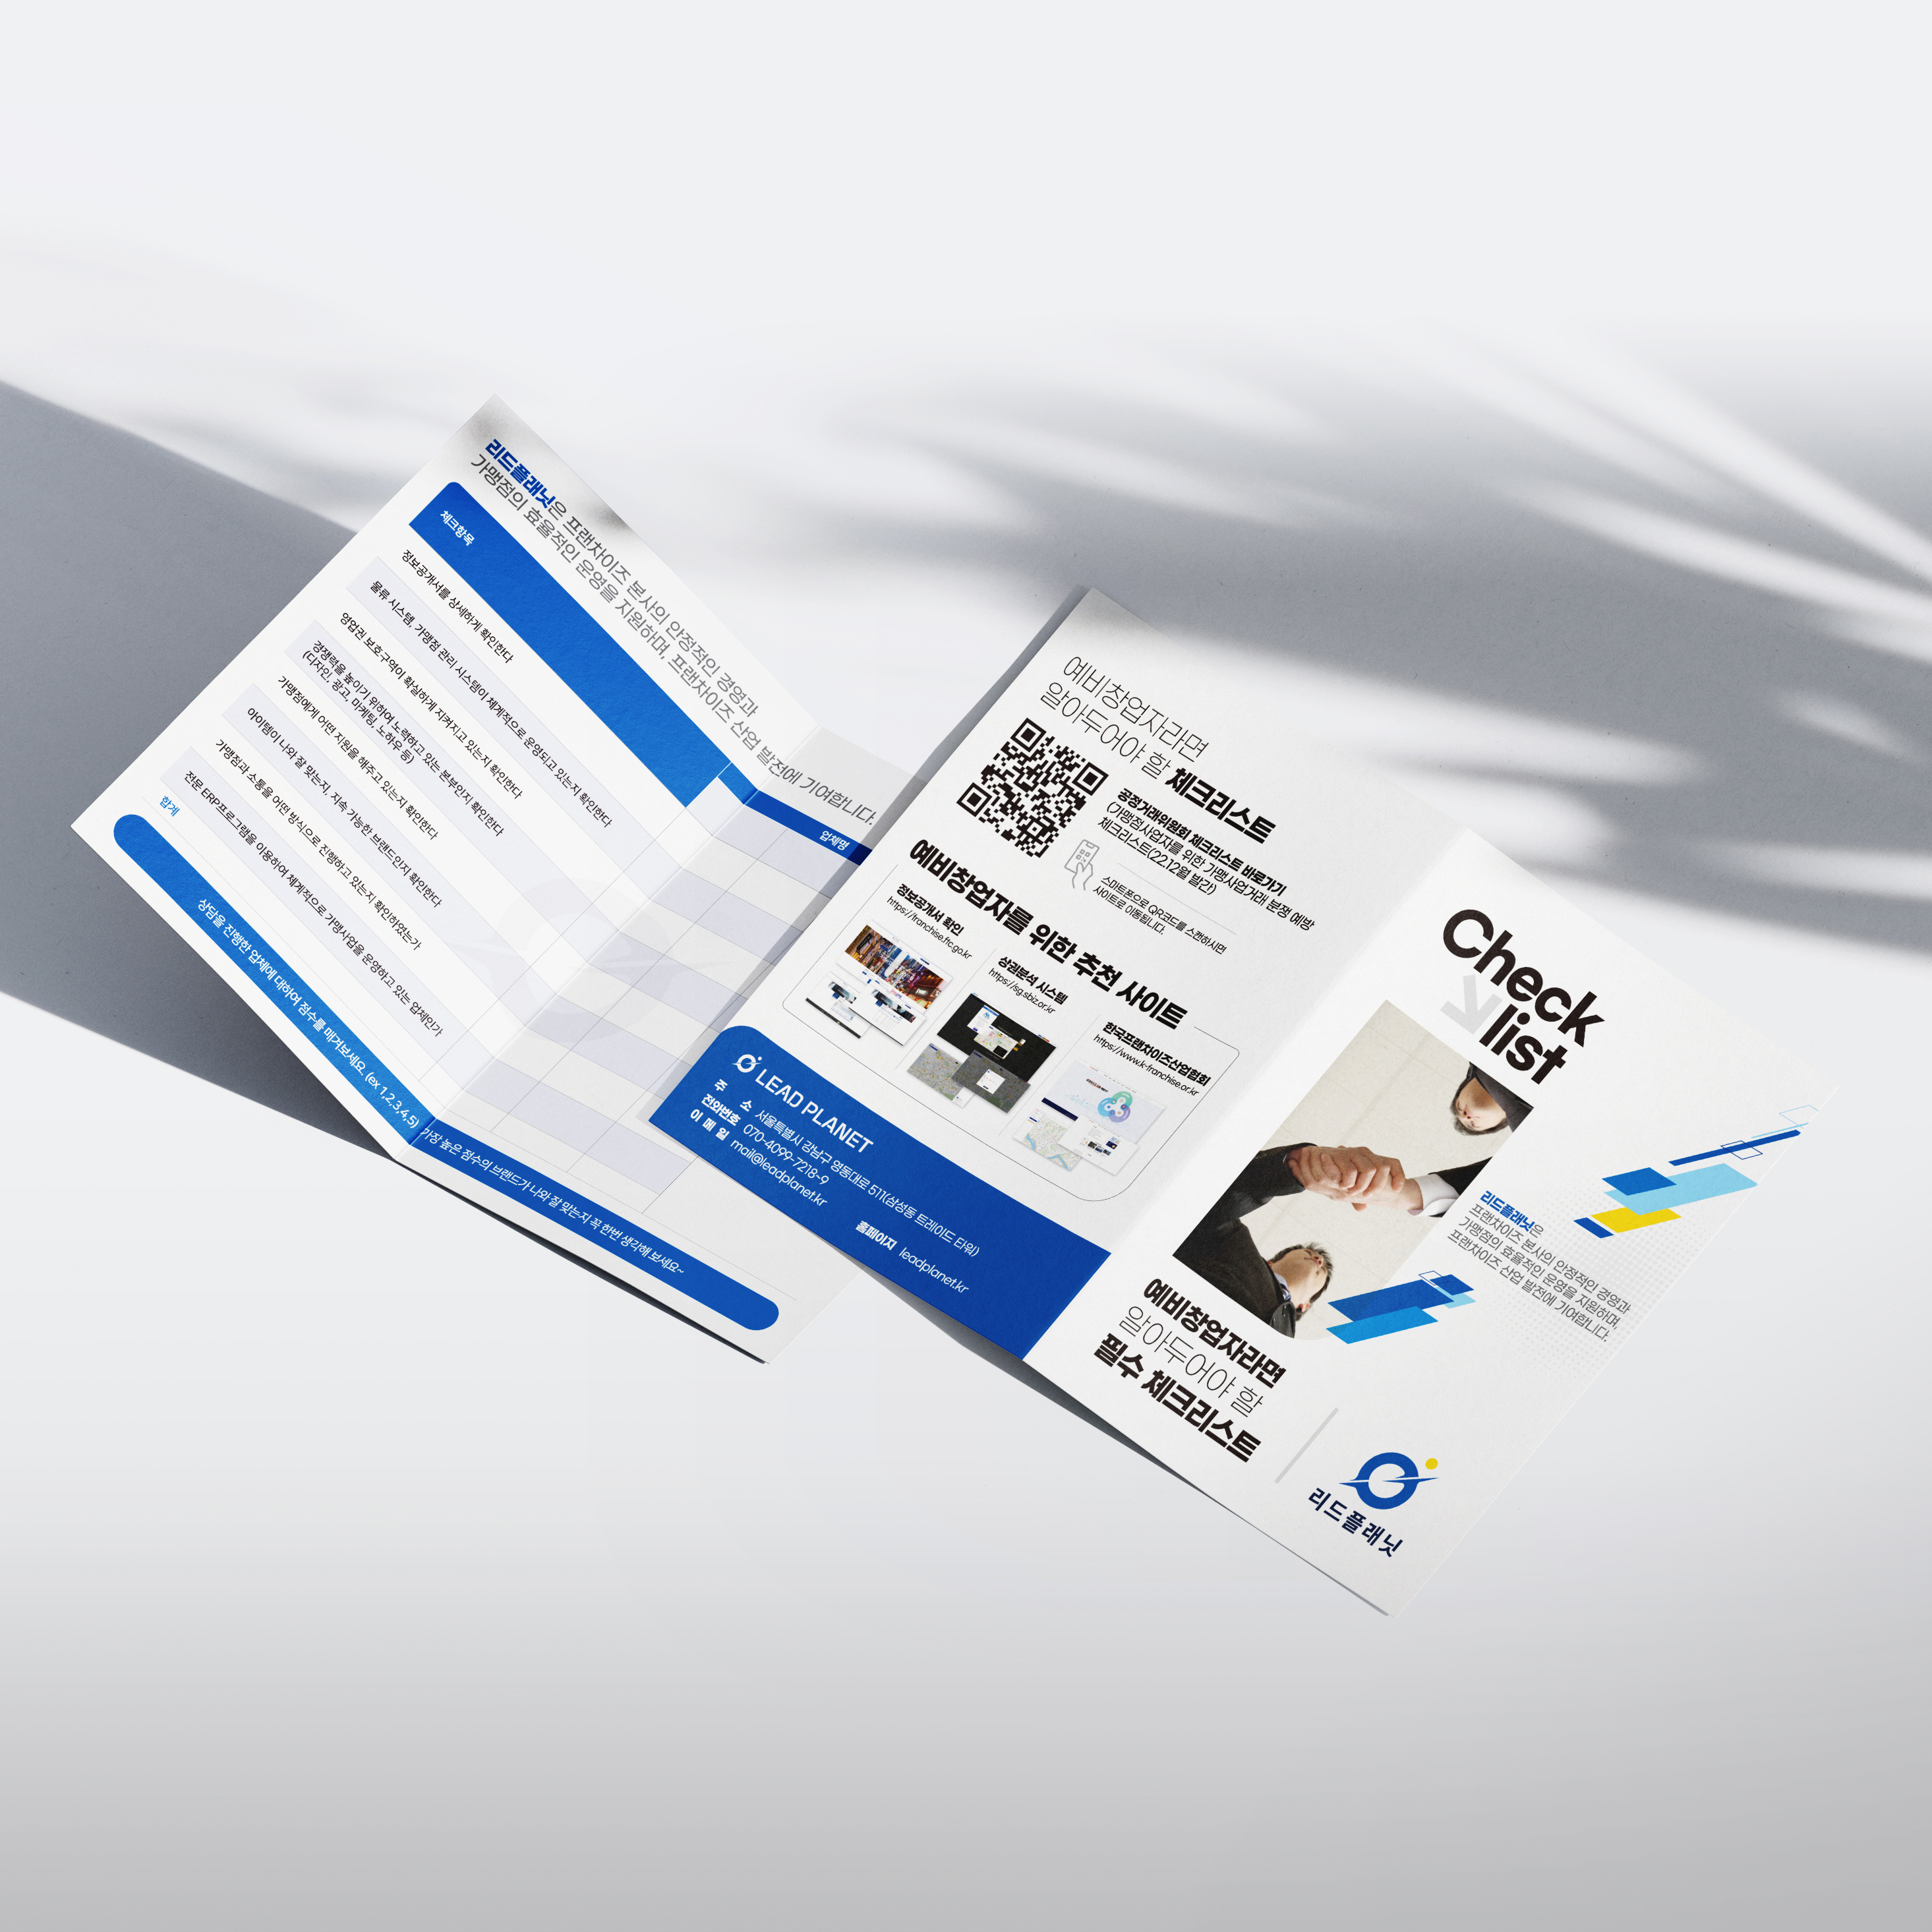 리드플래닛은 프랜차이즈 본사의 안정적인 경영과
가맹점의 효율적인 운영을 지원하며, 프랜차이즈 산업 발전에 기여합니다.
체크항목
업체명
정보공개서를 상세하게 확인한다
물류 시스템, 가맹점 관리 시스템이 체계적으로 운영되고 있는지 확인한다
영업권 보호구역이 확실하게 지켜지고 있는지 확인한다
경쟁력을 높이기 위하여 노력하고 있는 본부인지 확인한다
(디자인, 광고, 마케팅, 노하우 등)
가맹점에게 어떤 지원을 해주고 있는지 확인한다
아이템이 나와 잘 맞는지, 지속 가능한 브랜드인지 확인한다
가맹점과 소통을 어떤 방식으로 진행하고 있는지 확인하였는가
전문 ERP프로그램을 이용하여 체계적으로 가맹사업을 운영하고 있는 업체인가
합계
상담을 진행한 업체에 대하여 점수를 매겨보세요. (ex 1,2,3,4,5) 가장 높은 점수의 브랜드가 나와 잘 맞는지 꼭 한번 생각해 보세요~
예비창업자라면
알아두어야 할 체크리스트
공정거래위원회 체크리스트 바로가기
(가맹점사업자를 위한 가맹사업거래 분쟁 예방
체크리스트(22.12월 발간)
스마트폰으로 QR코드를 스캔하시면
사이트로 이동됩니다.
예비창업자를 위한 추천 사이트
정보공개서 확인
https://franchise.ftc.go.kr
상권분석 시스템
https://sg.sbiz.or.kr
한국프랜차이즈산업협회
https://www.k-franchise.or.kr
LEAD PLANET
주 소 서울특별시 강남구 영동대로 511(삼성동 트레이드 타워)
전화번호 070-4099-7218~9
이 메 일 mail@leadplanet.kr
홈페이지 leadplanet.kr
Check
list
리드플래닛은
프랜차이즈 본사의 안정적인 경영과
가맹점의 효율적인 운영을 지원하며,
프랜차이즈 산업 발전에 기여합니다.
예비창업자라면
알아두어야 할
필수 체크리스트
리드플래닛